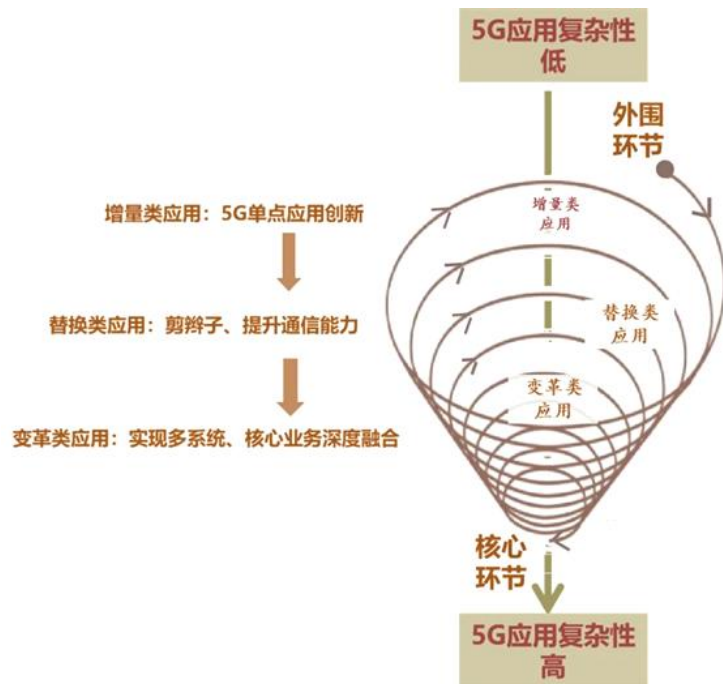 5G应用复杂性
低
外围
环节
增量类
应用
增量类应用：5G单点应用创新
替换类
应用
替换类应用：剪辫子、提升通信能力
变革类
应用
变革类应用：实现多系统、核心业务深度融合
核心
环节
5G应用复杂性
高